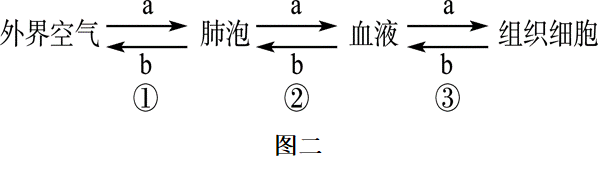 a a a
外界空气 肺泡 血液 组织细胞
b b b
① ② ③
图二